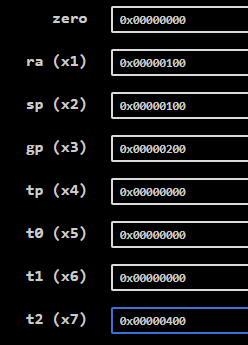 zero 0x00000000
ra (x1) 0x00000100
sp (x2) 0x00000100
gp (x3) 0x00000200
tp (x4) 0x00000000
t0 (x5) 0x00000000
t1 (x6) 0x00000000
t2 (x7) 0x00000400